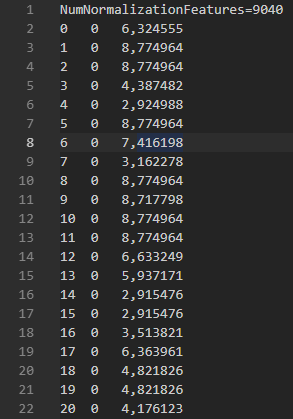 1 NumNormalizationFeatures=9040
2 0 0 6,324555
3 1 0 8,774964
4 2 0 8,774964
5 3 0 4,387482
6 4 0 2,924988
7 5 0 8,774964
8 6 0 7,416198
9 7 0 3,162278
10 8 0 8,774964
11 9 0 8,717798
12 10 0 8,774964
13 11 0 8,774964
14 12 0 6,633249
15 13 0 5,937171
16 14 0 2,915476
17 15 0 2,915476
18 16 0 3,513821
19 17 0 6,363961
20 18 0 4,821826
21 19 0 4,821826
22 20 0 4,176123